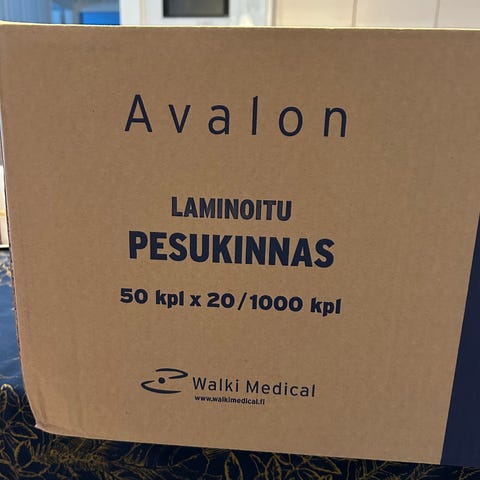 Avalon
LAMINOITU
PESUKINNAS
50 kpl x 20/1000 kpl
Walki Medical
www.walkimedical.fi